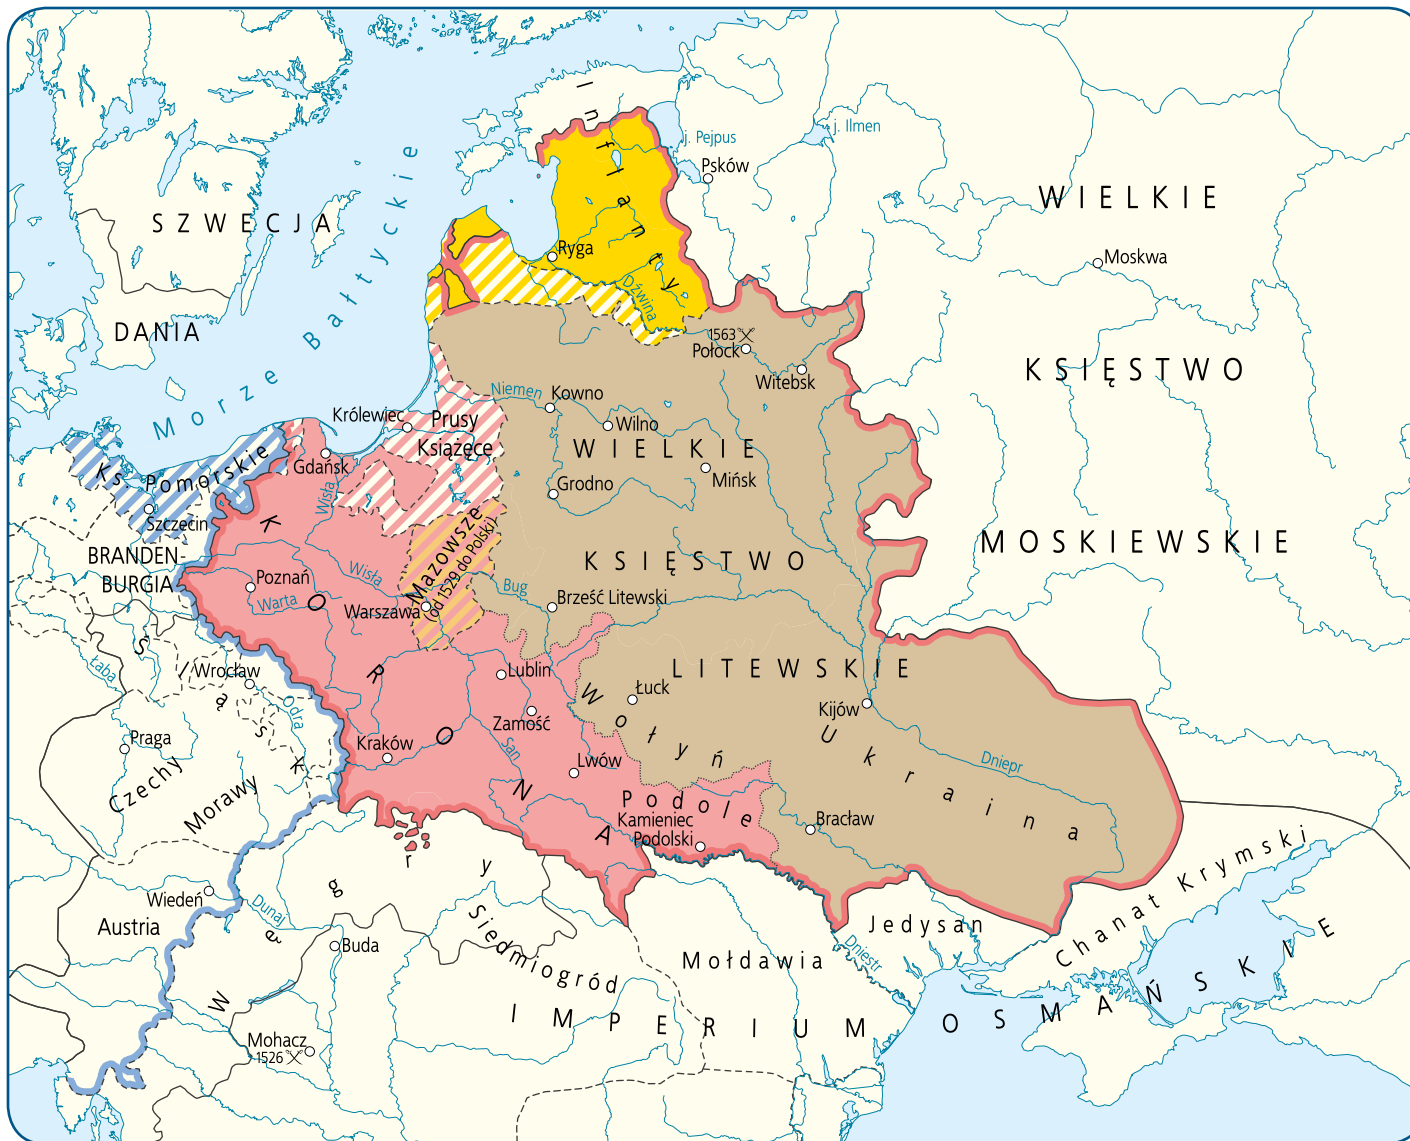 Inflanty
j. Pejpus
j. Ilmen
Psków
SZWECJA
Morze Bałtyckie
WIELKIE
KSIĘSTWO
MOSKIEWSKIE
Moskwa
Ryga
Dźwina
DANIA
1563
Połock
Witebsk
Niemen
Kowno
Wilno
Królewiec
Prusy
Książęce
WIELKIE
KSIĘSTWO
LITEWSKIE
Mińsk
Grodno
Gdańsk
Wisła
Ks. Pomorskie
Szczecin
BRANDEN-
BURGIA
KORONA
Poznań
Warta
Wisła
Warszawa
Mazowsze
(od 1529 do Polski)
Bug
Brześć Litewski
Śląsk
Wrocław
Łaba
Odra
Lublin
Zamość
San
Kraków
Lwów
Łuck
Wołyń
Kijów
Ukraina
Dniepr
Podole
Kamieniec
Podolski
Bracław
Praga
Czechy
Morawy
Wiedeń
Austria
Dunaj
Węgry
Buda
Siedmiogród
Mohacz
1526
Mołdawia
Dniestr
Jedysan
Chanat Krymski
IMPERIUM OSMAŃSKIE